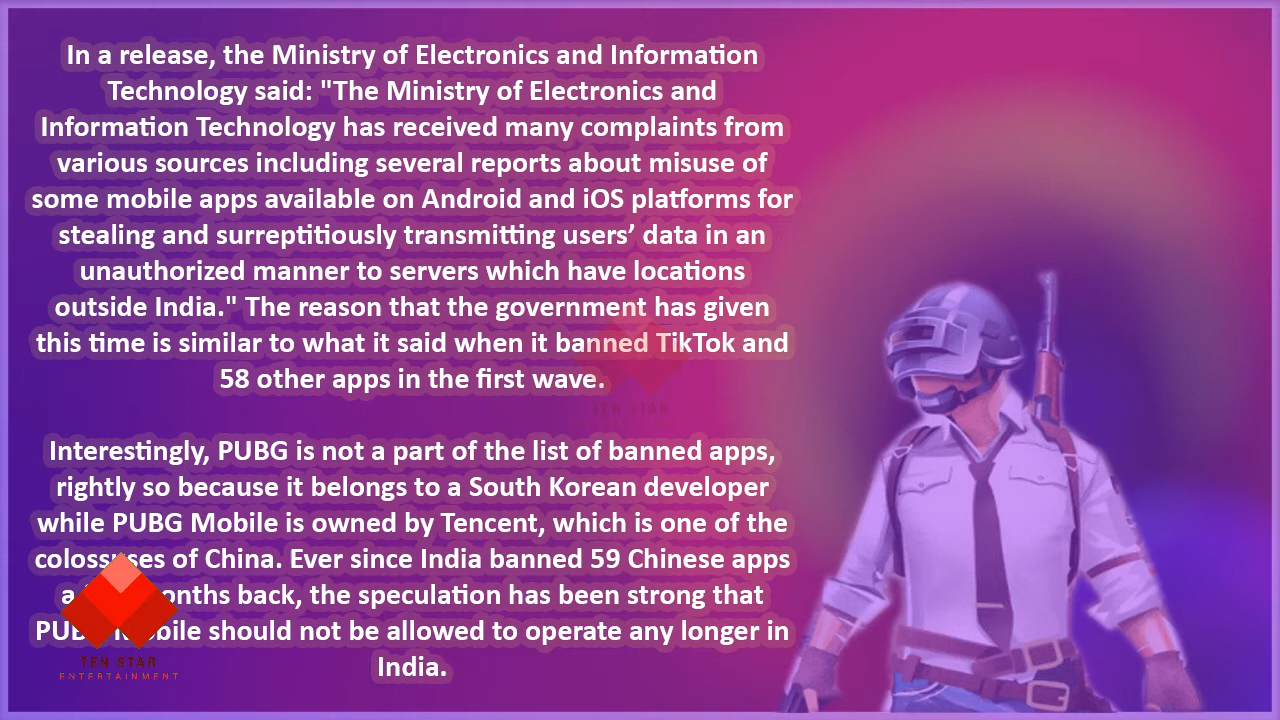 In a release, the Ministry of Electronics and Information
Technology said: "The Ministry of Electronics and
Information Technology has received many complaints from
various sources including several reports about misuse of
some mobile apps available on Android and iOS platforms for
stealing and surreptitiously transmitting users’ data in an
unauthorized manner to servers which have locations
outside India." The reason that the government has given
this time is similar to what it said when it banned TikTok and
58 other apps in the first wave.
TEN STAR
Interestingly, PUBG is not a part of the list of banned apps,
rightly so because it belongs to a South Korean developer
while PUBG Mobile is owned by Tencent, which is one of the
colossuses of China. Ever since India banned 59 Chinese apps
a months back, the speculation has been strong that
PUBG Mobile should not be allowed to operate any longer in
India.
TEN STAR
ENTERTAINMENT